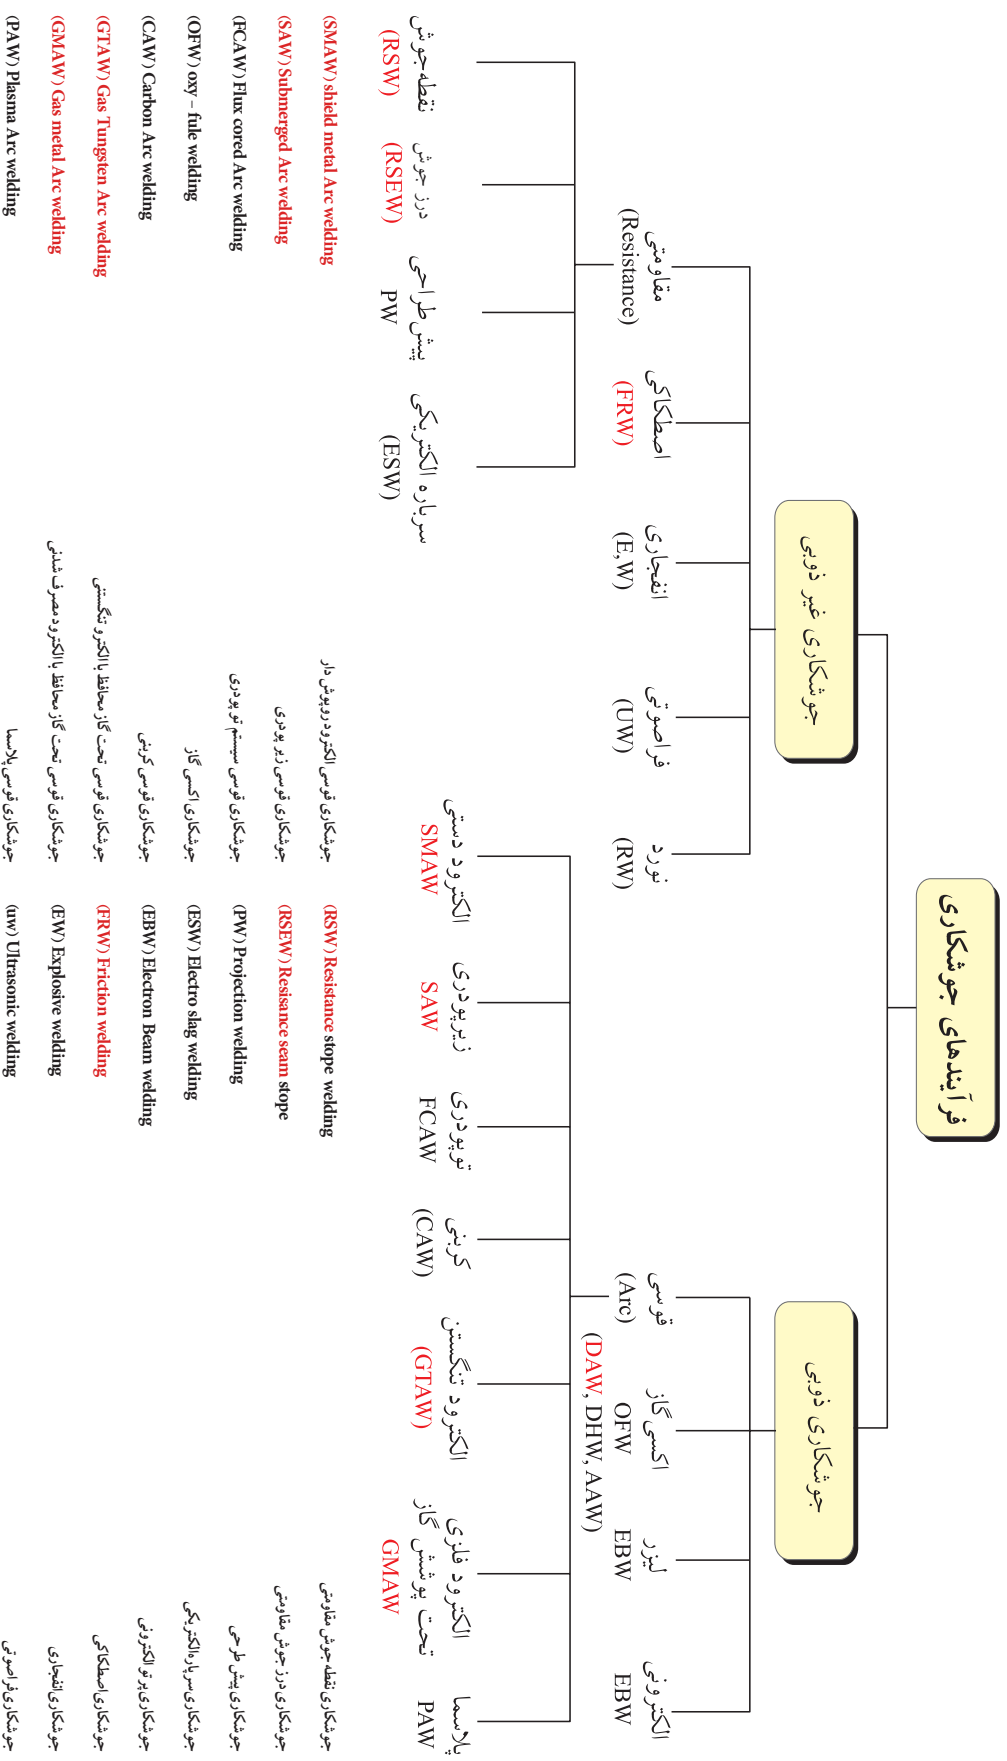 فرآیندهای جوشکاری
جوشکاری ذوبی
جوشکاری غیر ذوبی
الکترونی
EBW
لیزر
EBW
اکسی گاز
OFW
(DAW, DHW, AAW)
قوسی
(Arc)
نورد
(RW)
فراصوتی
(UW)
انفجاری
(E,W)
اصطکاکی
(FRW)
مقاومتی
(Resistance)
پلاسما
PAW
الکترود فلزی
تحت پوشش گاز
GMAW
الکترود تنگستن
(GTAW)
کربنی
(CAW)
توپودری
FCAW
زیرپودری
SAW
الکترود دستی
SMAW
سرباره الکتریکی
(ESW)
پیش طراحی
PW
درز جوش
(RSEW)
نقطه جوش
(RSW)
(SMAW) shield metal Arc welding
جوشکاری قوسی الکترود روپوش دار
(RSW) Resistance stope welding
جوشکاری نقطه جوش مقاومتی
(SAW) Submerged Arc welding
جوشکاری قوسی زیر پودری
(RSEW) Resisance seam stope
جوشکاری درز جوش مقاومتی
(FCAW) Flux cored Arc welding
جوشکاری قوسی سیستم تو پودری
(PW) Projection welding
جوشکاری پیش طرحی
(OFW) oxy – fule welding
جوشکاری اکسی گاز
(ESW) Electro slag welding
جوشکاری سرباره الکتریکی
(CAW) Carbon Arc welding
جوشکاری قوسی کربنی
(EBW) Electron Beam welding
جوشکاری پرتو الکترونی
(GTAW) Gas Tungsten Arc welding
جوشکاری قوسی تحت گاز محافظ با الکترو تنگستنی
(FRW) Friction welding
جوشکاری اصطکاکی
(GMAW) Gas metal Arc welding
جوشکاری قوسی تحت گاز محافظ با الکترود مصرف شدنی
(EW) Explosive welding
جوشکاری انفجاری
(PAW) Plasma Arc welding
جوشکاری قوسی پلاسما
(uw) Ultrasonic welding
جوشکاری فراصوتی